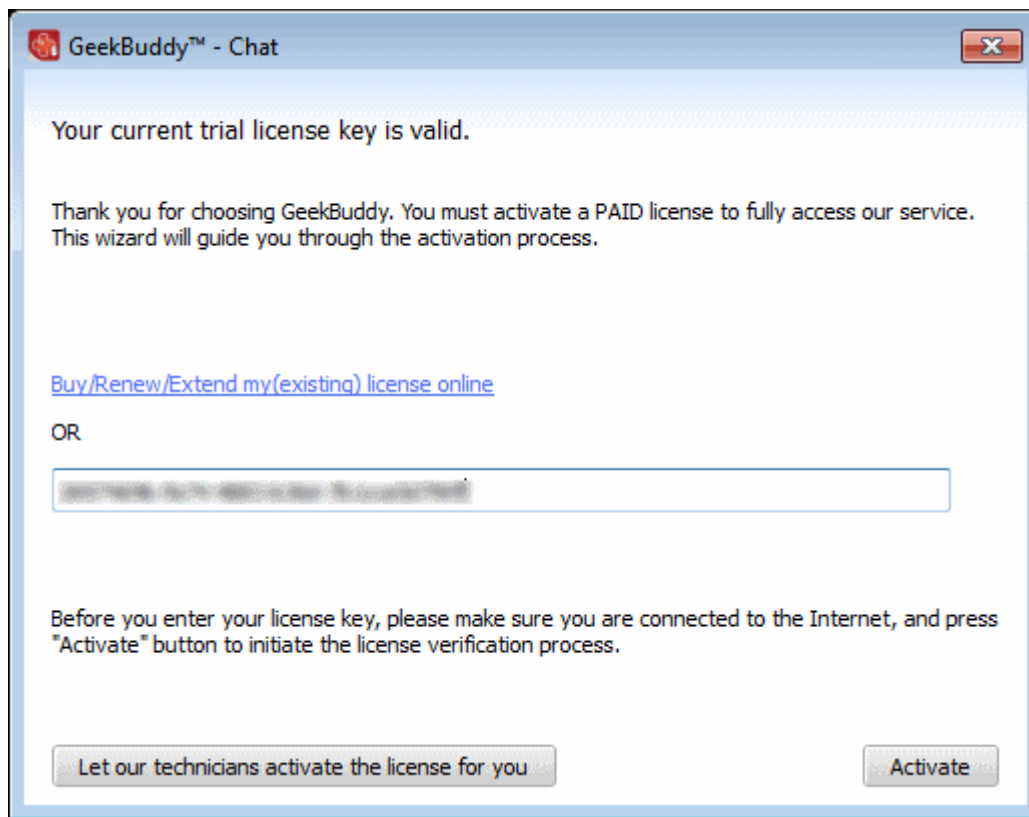 GeekBuddy™ - Chat
Your current trial license key is valid.
Thank you for choosing GeekBuddy. You must activate a PAID license to fully access our service.
This wizard will guide you through the activation process.
Buy/Renew/Extend my(existing) license online
OR
Before you enter your license key, please make sure you are connected to the Internet, and press
"Activate" button to initiate the license verification process.
Let our technicians activate the license for you
Activate